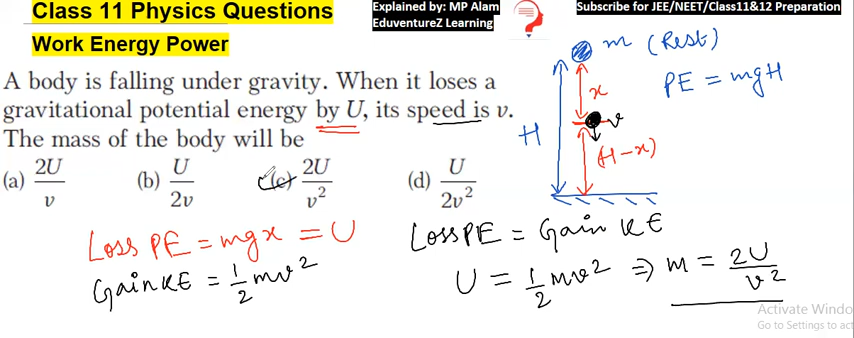 Class 11 Physics Questions
Explained by: MP Alam
EduventureZ Learning
Subscribe for JEE/NEET/Class11&12 Preparation
Work Energy Power
A body is falling under gravity. When it loses a
gravitational potential energy by U, its speed is v.
The mass of the body will be
(a) 2U/v (b) U/2v (c) 2U/v² (d) U/2v²
m (Rest)
PE = mgH
x
v
H
(H-x)
Loss PE = mgx = U
Gain KE = 1/2 mv²
Loss PE = Gain KE
U = 1/2 mv² ⇒ m = 2U/v²
Activate Windo
Go to Settings to act